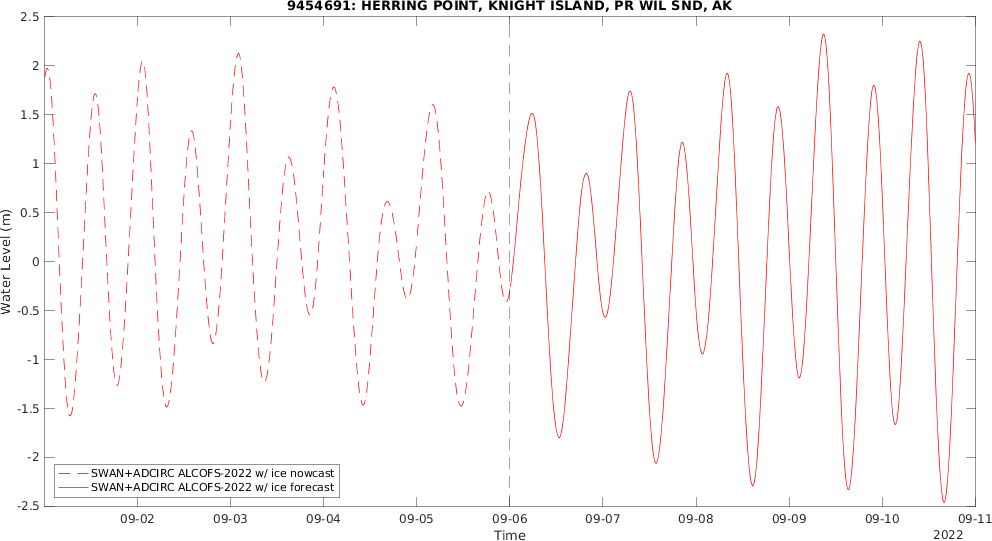 9454691: HERRING POINT, KNIGHT ISLAND, PR WIL SND, AK
2.5
2
1.5
1
0.5
0
-0.5
-1
-1.5
-2
-2.5
Water Level (m)
SWAN+ADCIRC ALCOFS-2022 w/ ice nowcast
SWAN+ADCIRC ALCOFS-2022 w/ ice forecast
09-02 09-03 09-04 09-05 09-06 09-07 09-08 09-09 09-10 09-11
Time
2022